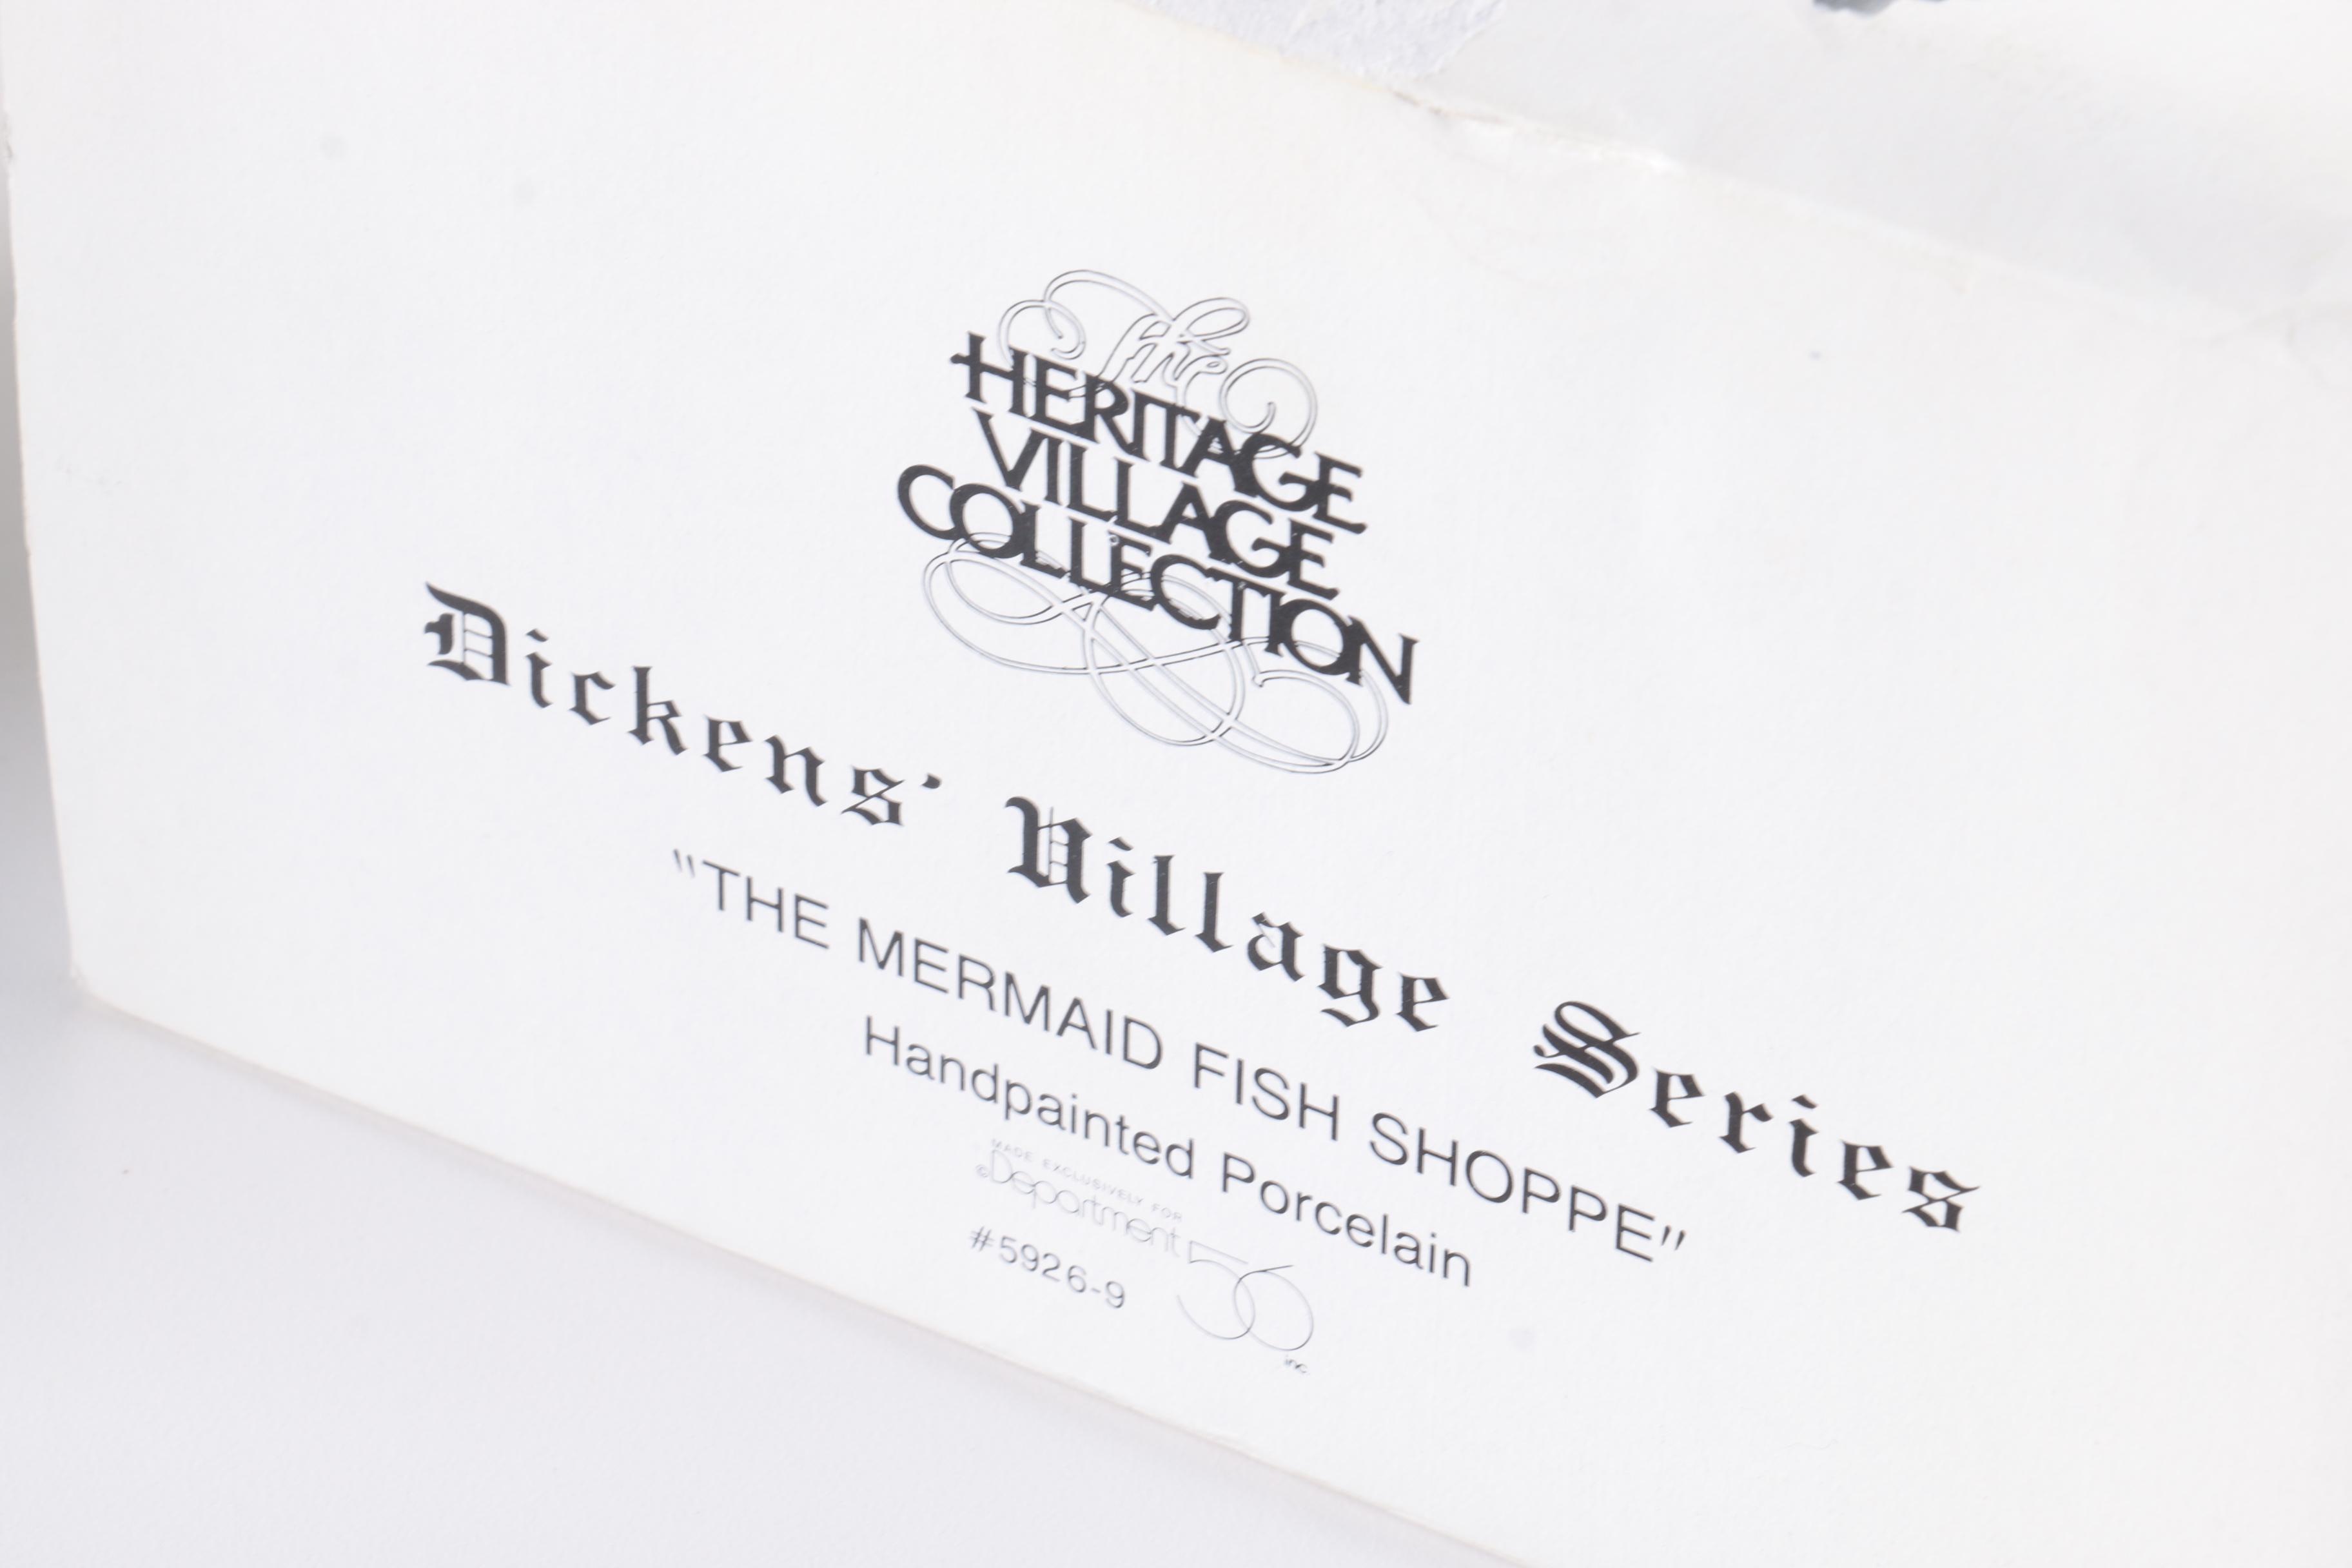 The
HERITAGE
VILLAGE
COLLECTION
Dickens' Village Series
"THE MERMAID FISH SHOPPE"
Handpainted Porcelain
MADE EXCLUSIVELY FOR
©Department 56 inc
#5926-9